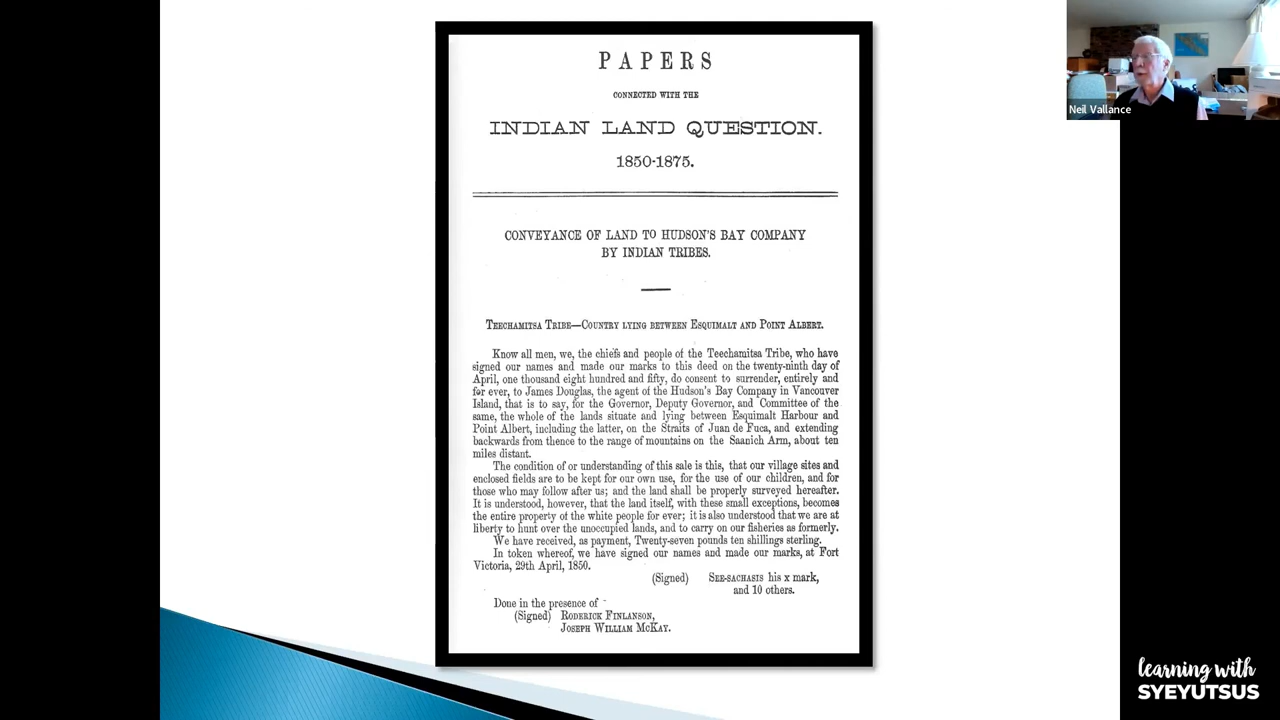 PAPERS
CONNECTED WITH THE
INDIAN LAND QUESTION.
1850-1875.
CONVEYANCE OF LAND TO HUDSON'S BAY COMPANY
BY INDIAN TRIBES.
TEECHAMITSA TRIBE—COUNTRY LYING BETWEEN ESQUIMALT AND POINT ALBERT.
Know all men, we, the chiefs and people of the Teechamitsa Tribe, who have
signed our names and made our marks to this deed on the twenty-ninth day of
April, one thousand eight hundred and fifty, do consent to surrender, entirely and
for ever, to James Douglas, the agent of the Hudson's Bay Company in Vancouver
Island, that is to say, for the Governor, Deputy Governor, and Committee of the
same, the whole of the lands situate and lying between Esquimalt Harbour and
Point Albert, including the latter, on the Straits of Juan de Fuca, and extending
backwards from thence to the range of mountains on the Saanich Arm, about ten
miles distant.
The condition of or understanding of this sale is this, that our village sites and
enclosed fields are to be kept for our own use, for the use of our children, and for
those who may follow after us; and the land shall be properly surveyed hereafter.
It is understood, however, that the land itself, with these small exceptions, becomes
the entire property of the white people for ever; it is also understood that we are at
liberty to hunt over the unoccupied lands, and to carry on our fisheries as formerly.
We have received, as payment, Twenty-seven pounds ten shillings sterling.
In token whereof, we have signed our names and made our marks, at Fort
Victoria, 29th April, 1850.
(Signed) SEE-SACHASIS his x mark,
and 10 others.
Done in the presence of
(Signed) RODERICK FINLANSON,
JOSEPH WILLIAM MCKAY.
Neil Vallance
learning with
SYEYUTSUS